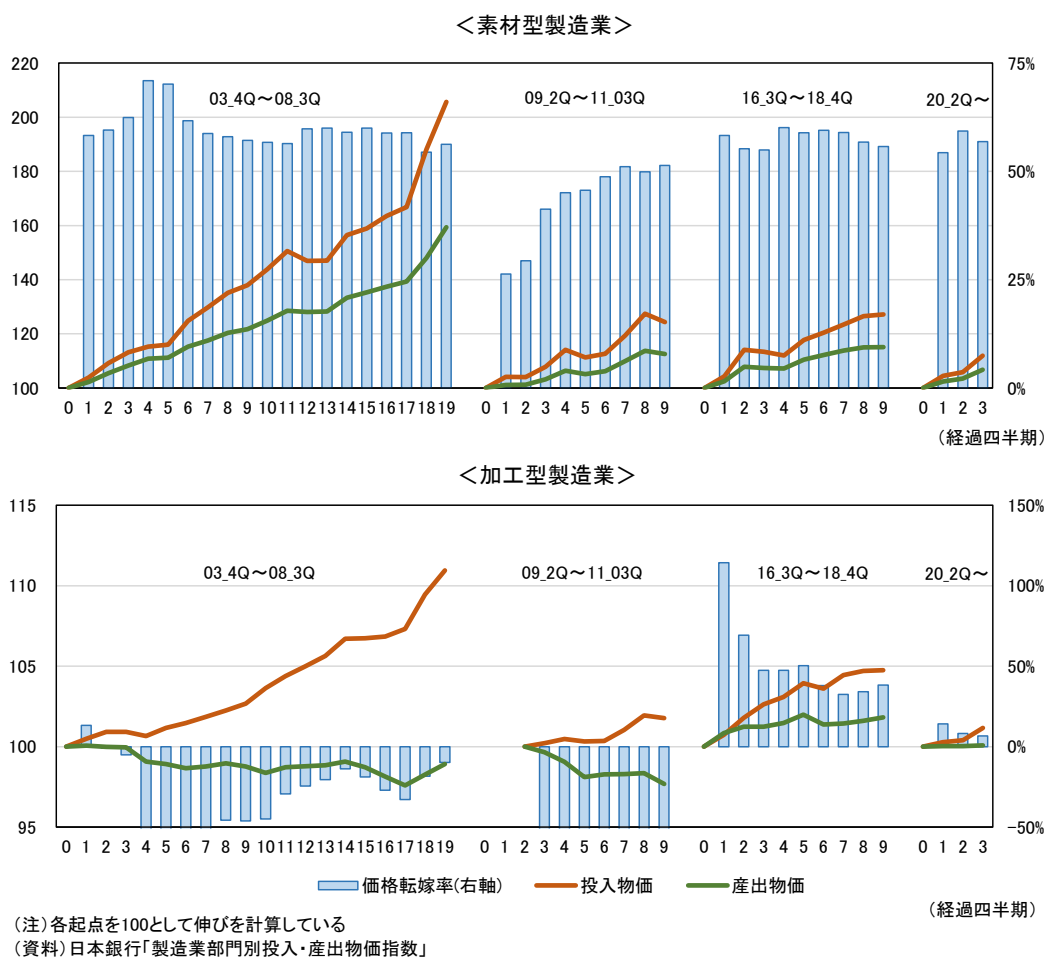 ＜素材型製造業＞
220 75%
03_4Q～08_3Q 09_2Q～11_03Q 16_3Q～18_4Q 20_2Q～
200
180 50%
160
140 25%
120
100 0%
0 1 2 3 4 5 6 7 8 9 10 11 12 13 14 15 16 17 18 19 0 1 2 3 4 5 6 7 8 9 0 1 2 3 4 5 6 7 8 9 0 1 2 3
（経過四半期）
＜加工型製造業＞
115 150%
03_4Q～08_3Q 09_2Q～11_03Q 16_3Q～18_4Q 20_2Q～
110 100%
105 50%
100 0%
95 -50%
0 1 2 3 4 5 6 7 8 9 10 11 12 13 14 15 16 17 18 19 0 1 2 3 4 5 6 7 8 9 0 1 2 3 4 5 6 7 8 9 0 1 2 3
価格転嫁率(右軸) 投入物価 産出物価
（経過四半期）
（注）各起点を100として伸びを計算している
（資料）日本銀行「製造業部門別投入・産出物価指数」